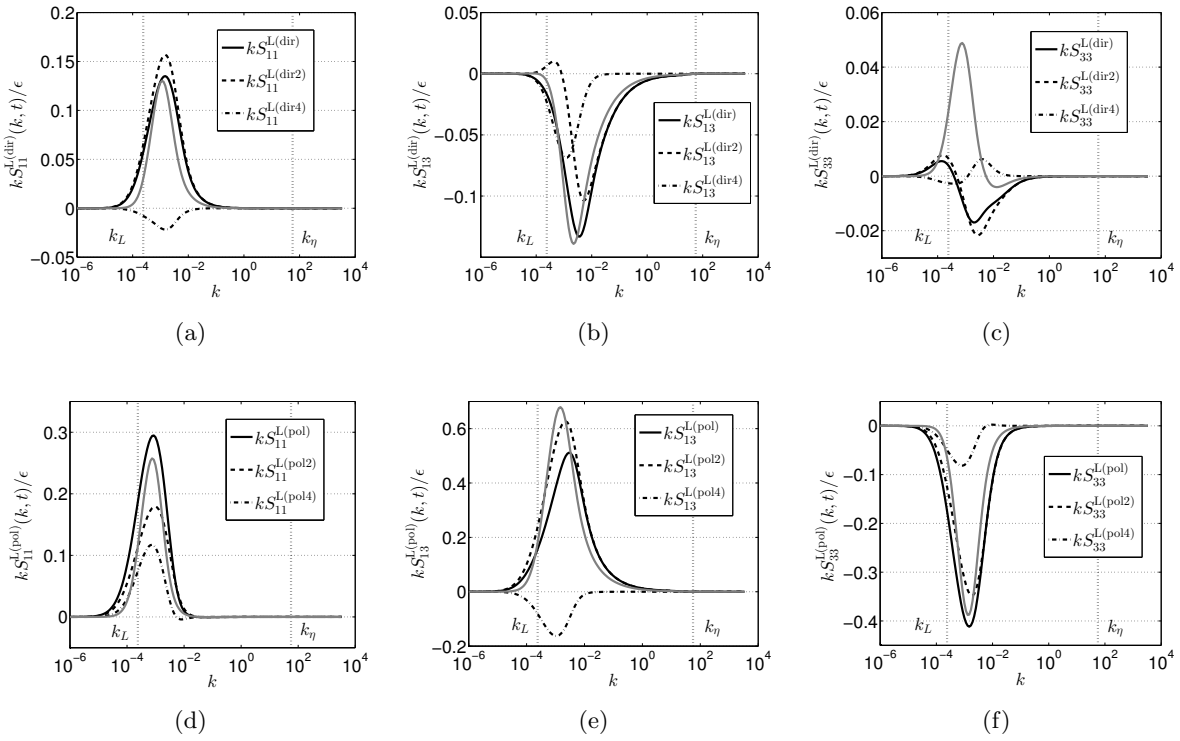 0.2
0.15
0.1
0.05
0
−0.05
kS_{11}^{L(dir)}(k, t)/ϵ
kS_{11}^{L(dir)}
kS_{11}^{L(dir2)}
kS_{11}^{L(dir4)}
k_L
k_η
10^{−6} 10^{−4} 10^{−2} 10^{0} 10^{2} 10^{4}
k
(a)
0.05
0
−0.05
−0.1
kS_{13}^{L(dir)}(k, t)/ϵ
kS_{13}^{L(dir)}
kS_{13}^{L(dir2)}
kS_{13}^{L(dir4)}
k_L
k_η
10^{−6} 10^{−4} 10^{−2} 10^{0} 10^{2} 10^{4}
k
(b)
0.06
0.04
0.02
0
−0.02
kS_{33}^{L(dir)}(k, t)/ϵ
kS_{33}^{L(dir)}
kS_{33}^{L(dir2)}
kS_{33}^{L(dir4)}
k_L
k_η
10^{−6} 10^{−4} 10^{−2} 10^{0} 10^{2} 10^{4}
k
(c)
0.3
0.2
0.1
0
kS_{11}^{L(pol)}(k, t)/ϵ
kS_{11}^{L(pol)}
kS_{11}^{L(pol2)}
kS_{11}^{L(pol4)}
k_L
k_η
10^{−6} 10^{−4} 10^{−2} 10^{0} 10^{2} 10^{4}
k
(d)
0.6
0.4
0.2
0
−0.2
kS_{13}^{L(pol)}(k, t)/ϵ
kS_{13}^{L(pol)}
kS_{13}^{L(pol2)}
kS_{13}^{L(pol4)}
k_L
k_η
10^{−6} 10^{−4} 10^{−2} 10^{0} 10^{2} 10^{4}
k
(e)
0
−0.1
−0.2
−0.3
−0.4
kS_{33}^{L(pol)}(k, t)/ϵ
kS_{33}^{L(pol)}
kS_{33}^{L(pol2)}
kS_{33}^{L(pol4)}
k_L
k_η
10^{−6} 10^{−4} 10^{−2} 10^{0} 10^{2} 10^{4}
k
(f)